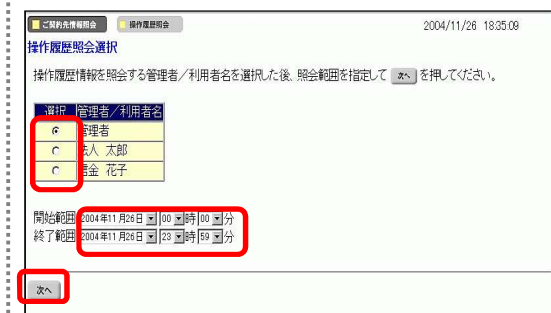 ご契約先情報照会 操作履歴照会 2004/11/26 18:35:09
操作履歴照会選択
操作履歴情報を照会する管理者／利用者名を選択した後、照会範囲を指定して 次へ を押してください。
選択 管理者／利用者名
管理者
法人 太郎
信金 花子
開始範囲 2004年11月26日 00 時 00 分
終了範囲 2004年11月26日 23 時 59 分
次へ